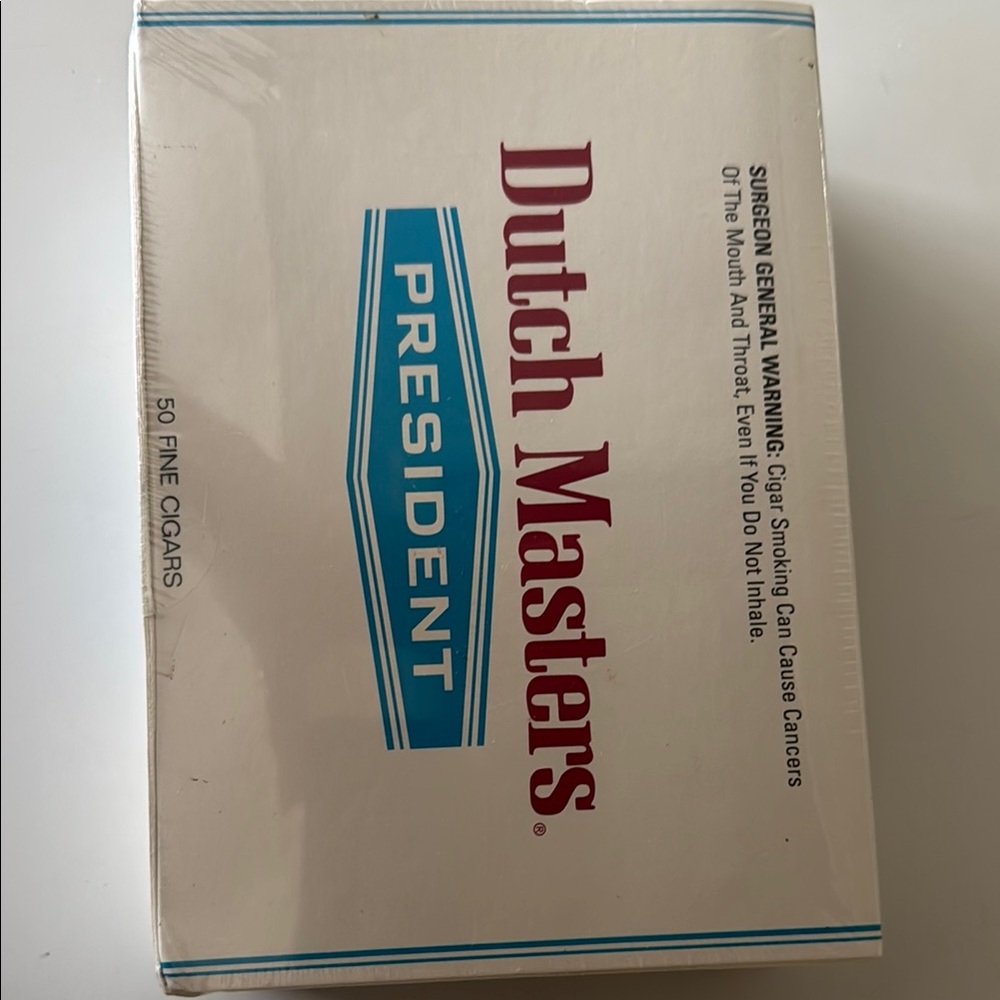 SURGEON GENERAL WARNING: Cigar Smoking Can Cause Cancers
Of The Mouth And Throat, Even If You Do Not Inhale.
Dutch Masters®
PRESIDENT
50 FINE CIGARS